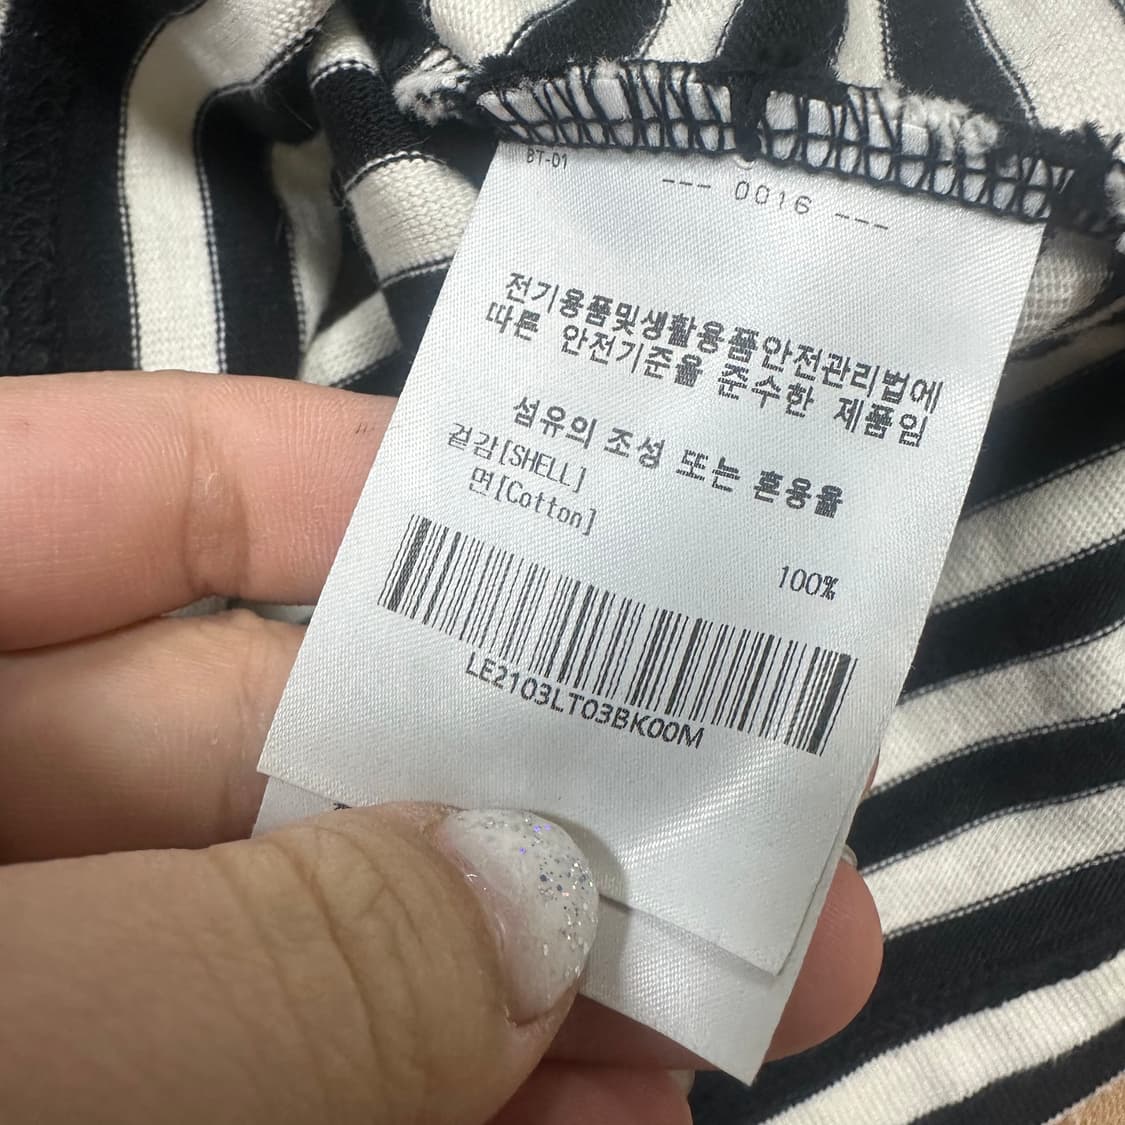 BT-01
--- 0016 ---
전기용품및생활용품안전관리법에
따른 안전기준을 준수한 제품임
섬유의 조성 또는 혼용율
겉감[SHELL]
면[Cotton]
100%
LE2103LT03BK00M